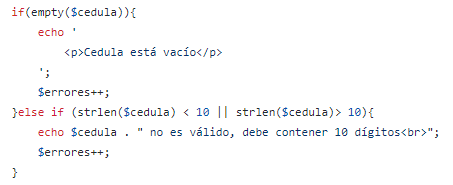 if(empty($cedula)){
    echo '
        <p>Cedula está vacío</p>
    ';
    $errores++;
}else if (strlen($cedula) < 10 || strlen($cedula)> 10){
    echo $cedula . " no es válido, debe contener 10 dígitos<br>";
    $errores++;
}